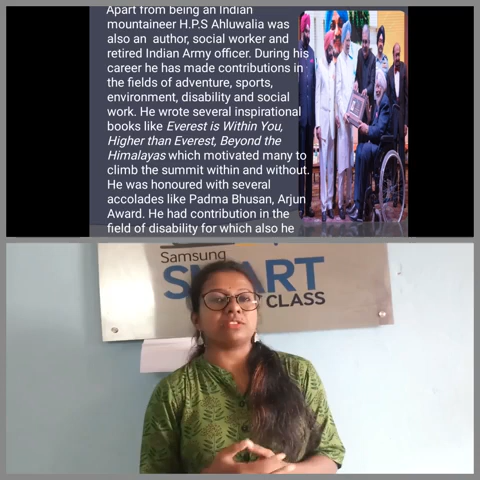 Apart from being an Indian
mountaineer H.P.S Ahluwalia was
also an  author, social worker and
retired Indian Army officer. During his
career he has made contributions in
the fields of adventure, sports,
environment, disability and social
work. He wrote several inspirational
books like Everest is Within You,
Higher than Everest, Beyond the
Himalayas which motivated many to
climb the summit within and without.
He was honoured with several
accolades like Padma Bhusan, Arjun
Award. He had contribution in the
field of disability for which also he
Samsung
CLASS